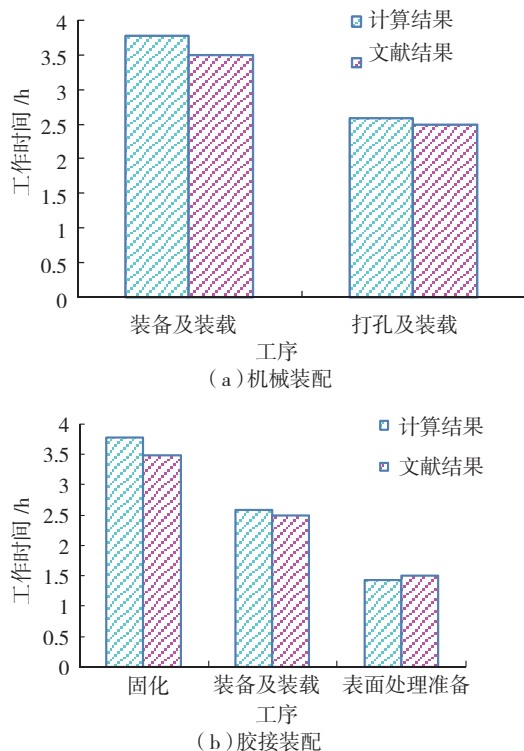 4
3.5
3
2.5
2
1.5
1
0.5
0
工作时间/h
计算结果
文献结果
装备及装载 打孔及装载
工序
(a)机械装配
4
3.5
3
2.5
2
1.5
1
0.5
0
工作时间/h
计算结果
文献结果
固化 装备及装载 表面处理准备
工序
(b)胶接装配